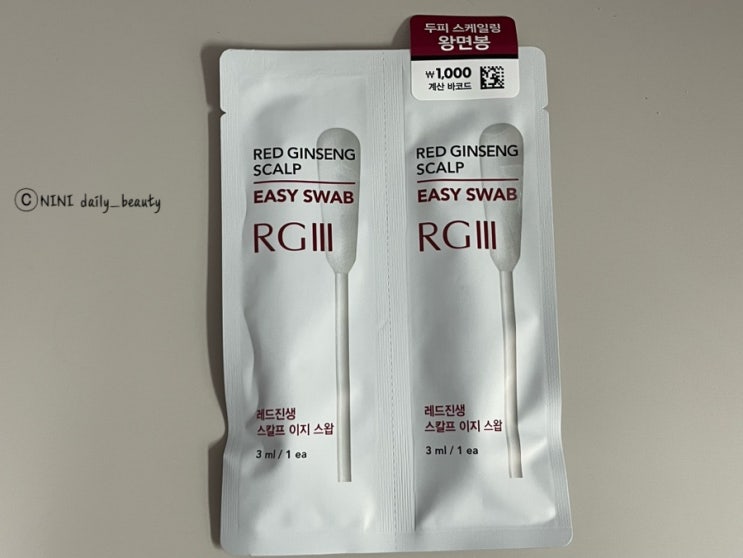 두피 스케일링
왕면봉
₩1,000
계산 바코드
ⓒNINI daily_beauty
RED GINSENG
SCALP
EASY SWAB
RGIII
레드진생
스칼프 이지 스왑
3 ml / 1 ea
RED GINSENG
SCALP
EASY SWAB
RGIII
레드진생
스칼프 이지 스왑
3 ml / 1 ea